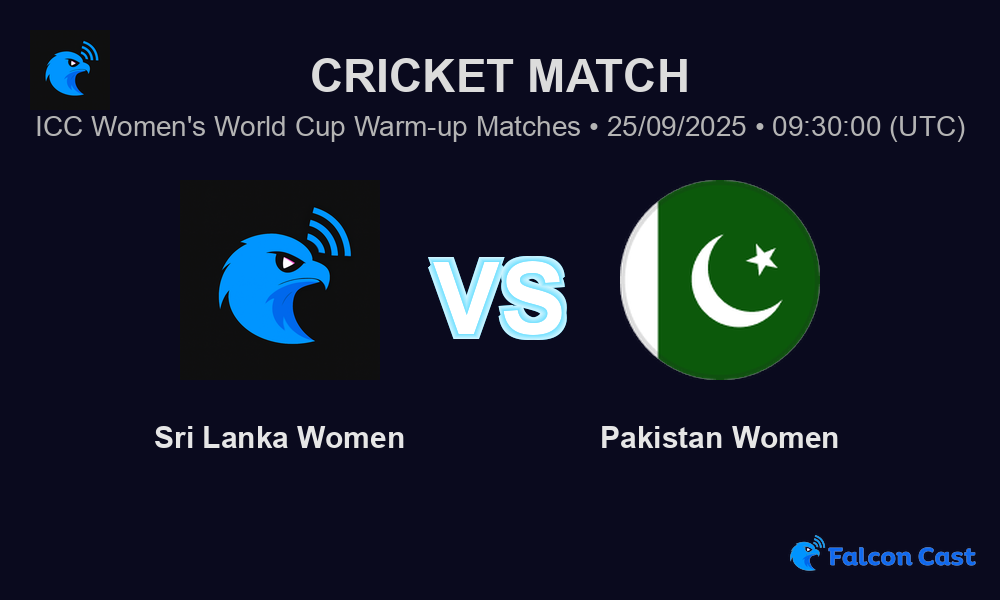 CRICKET MATCH
ICC Women's World Cup Warm-up Matches • 25/09/2025 • 09:30:00 (UTC)
VS
Sri Lanka Women
Pakistan Women
Falcon Cast